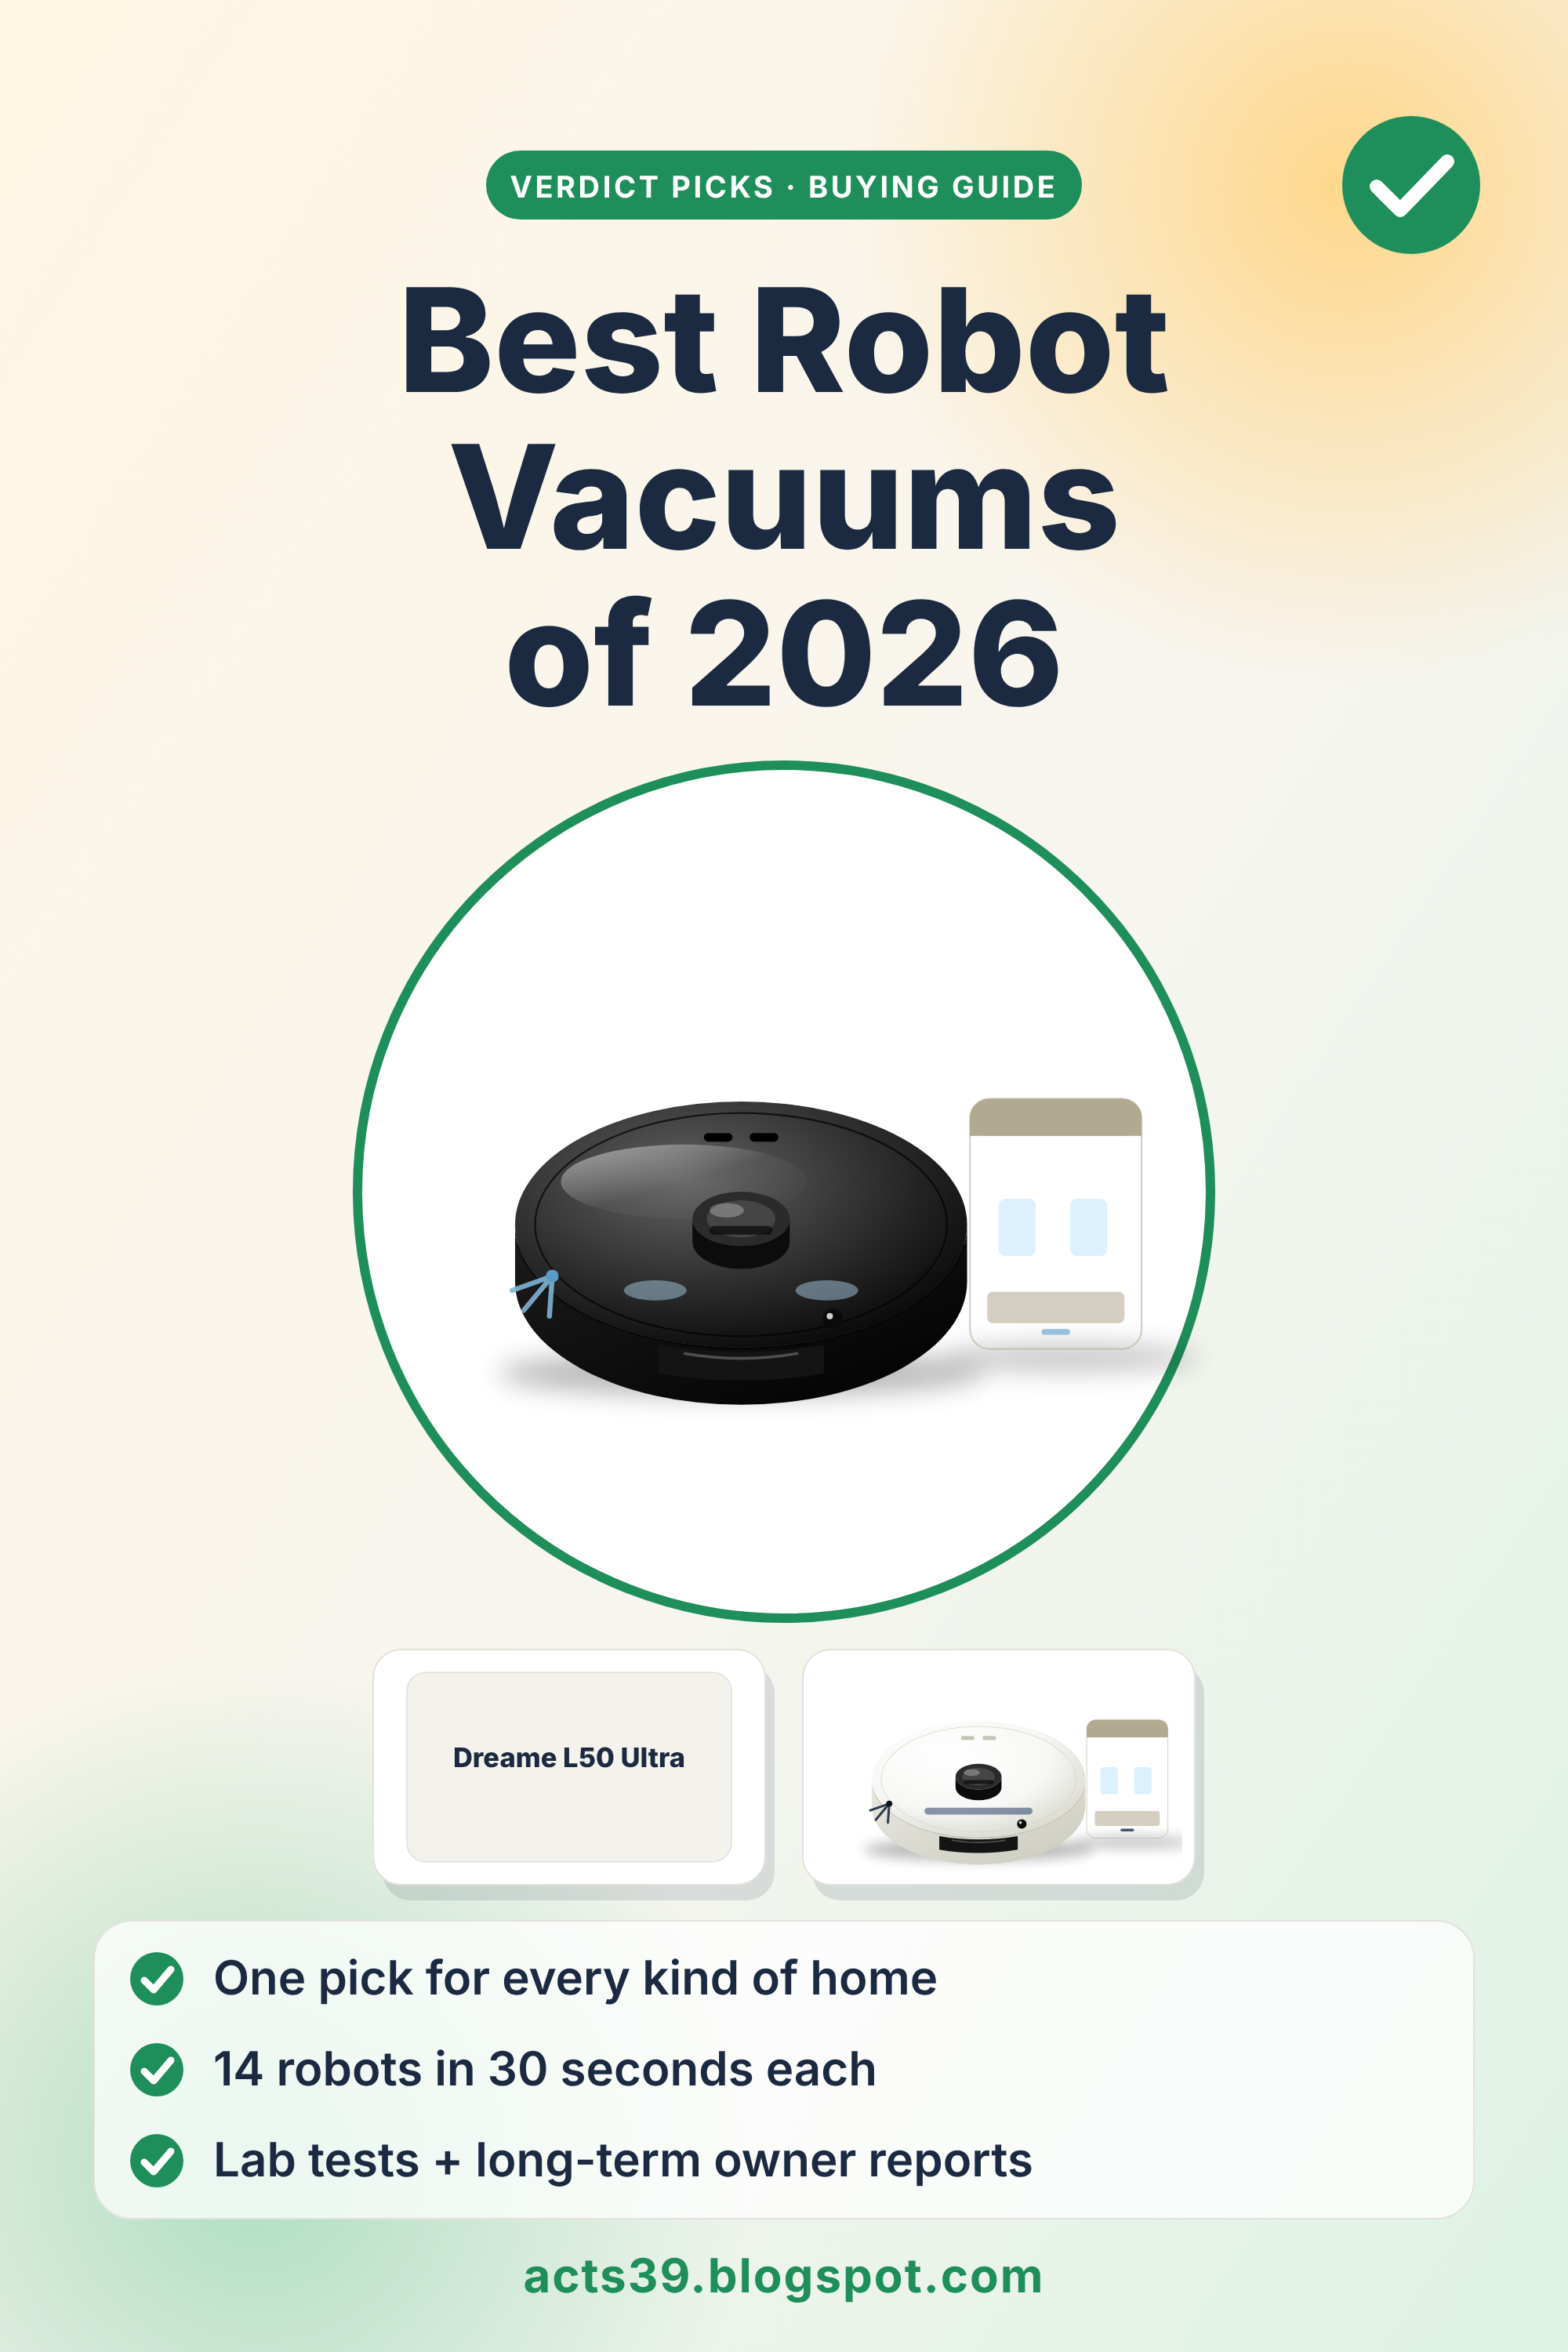 VERDICT PICKS · BUYING GUIDE
Best Robot
Vacuums
of 2026
Dreame L50 Ultra
One pick for every kind of home
14 robots in 30 seconds each
Lab tests + long-term owner reports
acts39.blogspot.com